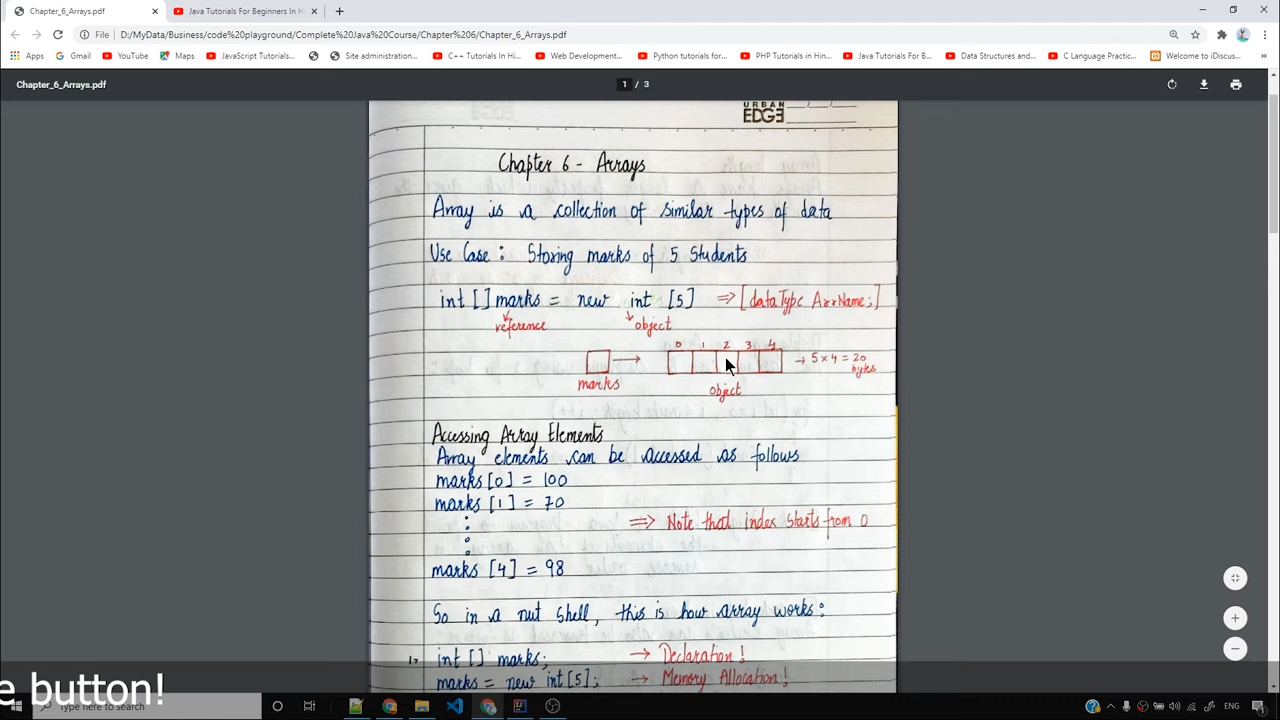 Chapter_6_Arrays.pdf
Java Tutorials For Beginners In H
File
D:/MyData/Business/code%20playground/Complete%20Java%20Course/Chapter%206/Chapter_6_Arrays.pdf
Apps
Gmail
YouTube
Maps
JavaScript Tutorials...
Site administration...
C++ Tutorials In Hi...
Web Development...
Python tutorials for...
PHP Tutorials in Hin...
Java Tutorials For B...
Data Structures and...
C Language Practic...
Welcome to iDiscus...
Chapter_6_Arrays.pdf
1 / 3
URBAN
EDGE
Chapter 6 - Arrays
Array is a collection of similar types of data
Use Case : Storing marks of 5 Students
int [ ] marks = new int [5] ⇒ [dataType ArrName;]
reference object
0 1 2 3 4
→ 5 x 4 = 20
bytes
marks
object
Accessing Array Elements
Array elements can be accessed as follows
marks [0] = 100
marks [1] = 70
⇒ Note that index starts from 0
marks [4] = 98
So in a nut shell, this is how array works :
int [ ] marks; → Declaration !
marks = new int [5]; → Memory Allocation !
e button!
Type here to search
ENG